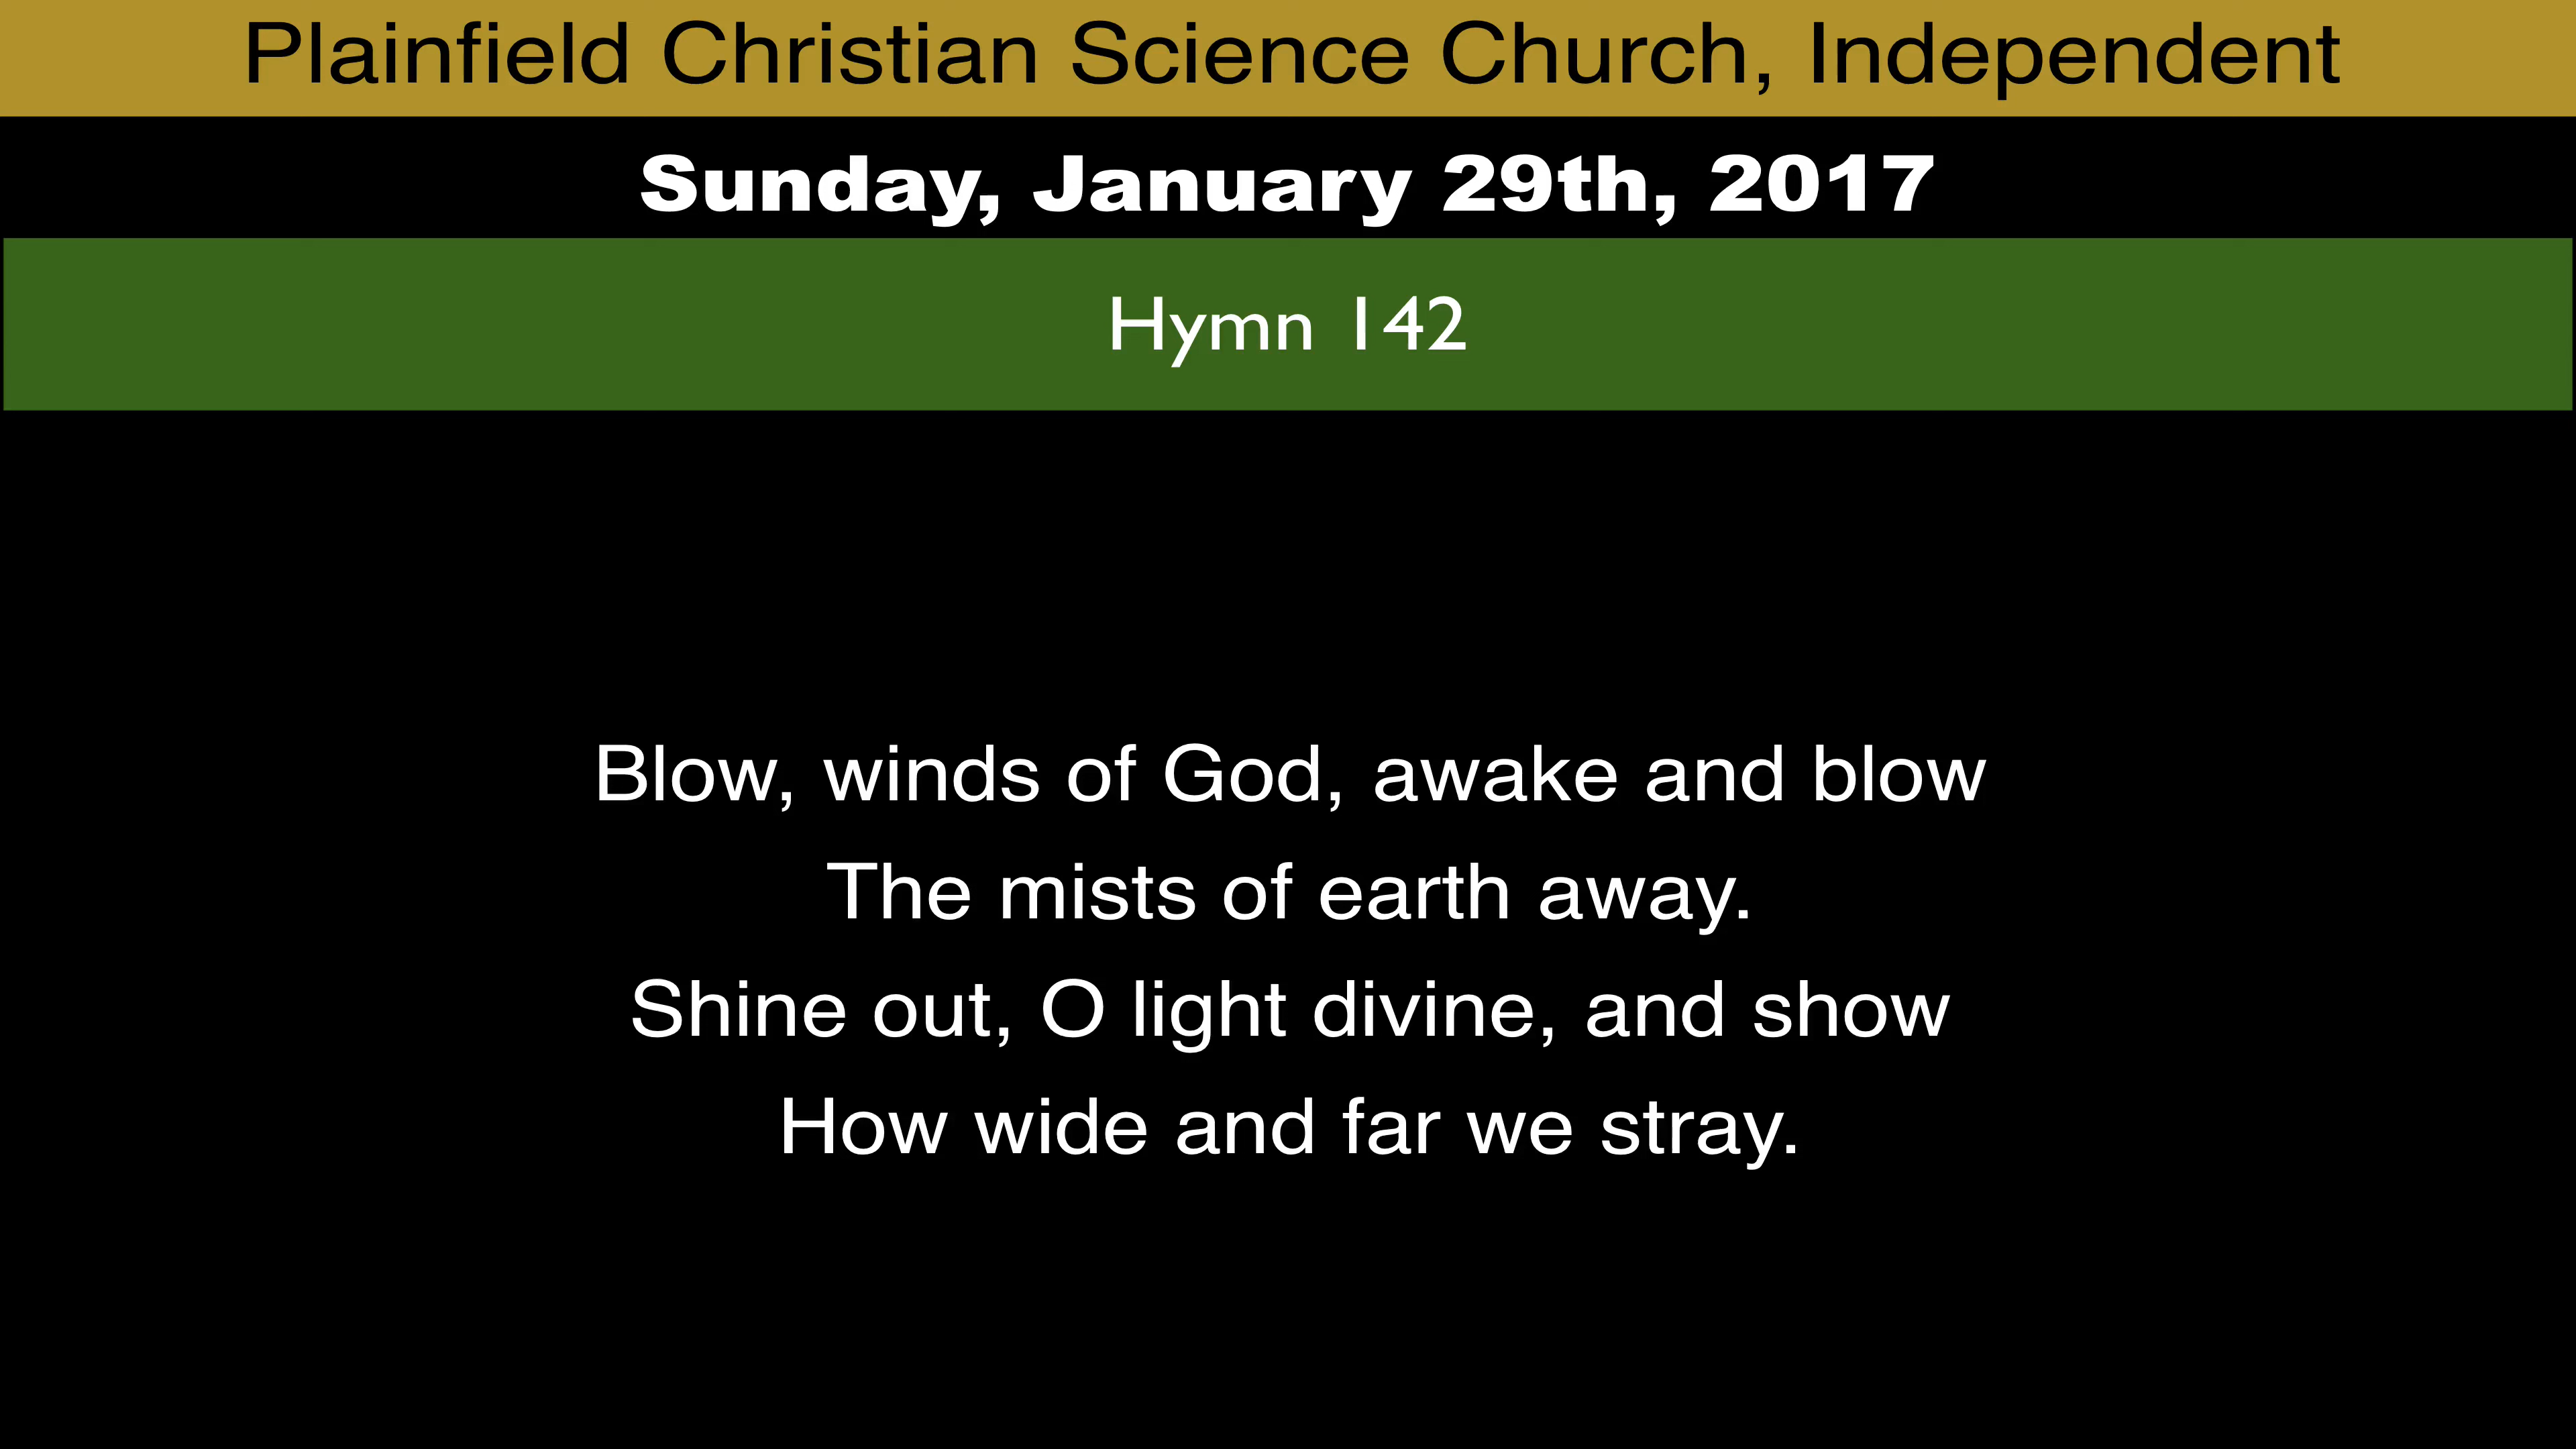 Plainfield Christian Science Church, Independent
Sunday, January 29th, 2017
Hymn 142
Blow, winds of God, awake and blow
The mists of earth away.
Shine out, O light divine, and show
How wide and far we stray.